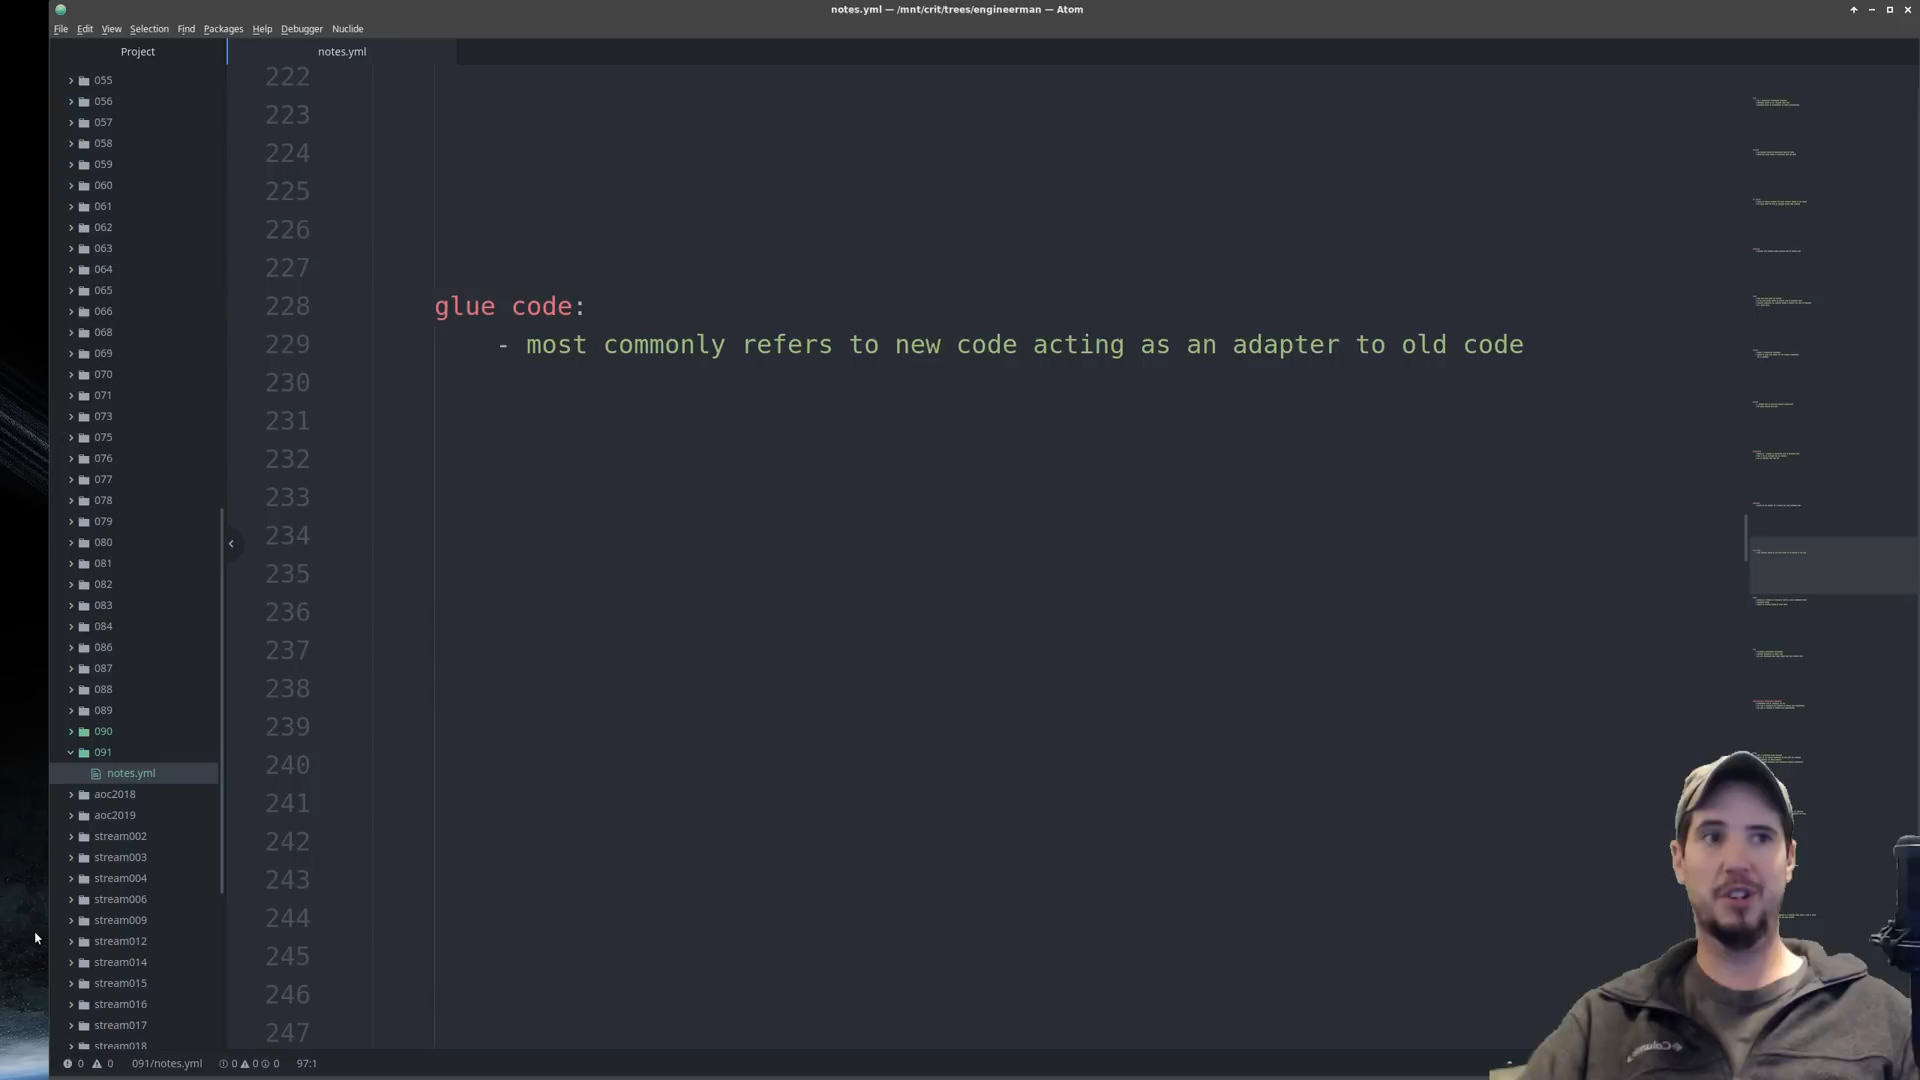 notes.yml — /mnt/crit/trees/engineerman — Atom
File Edit View Selection Find Packages Help Debugger Nuclide
Project
notes.yml
055
056
057
058
059
060
061
062
063
064
065
066
068
069
070
071
073
075
076
077
078
079
080
081
082
083
084
086
087
088
089
090
091
notes.yml
aoc2018
aoc2019
stream002
stream003
stream004
stream006
stream009
stream012
stream014
stream015
stream016
stream017
stream018
222
223
224
225
226
227
228 glue code:
229 - most commonly refers to new code acting as an adapter to old code
230
231
232
233
234
235
236
237
238
239
240
241
242
243
244
245
246
247
0 0 091/notes.yml 0 0 0 97:1